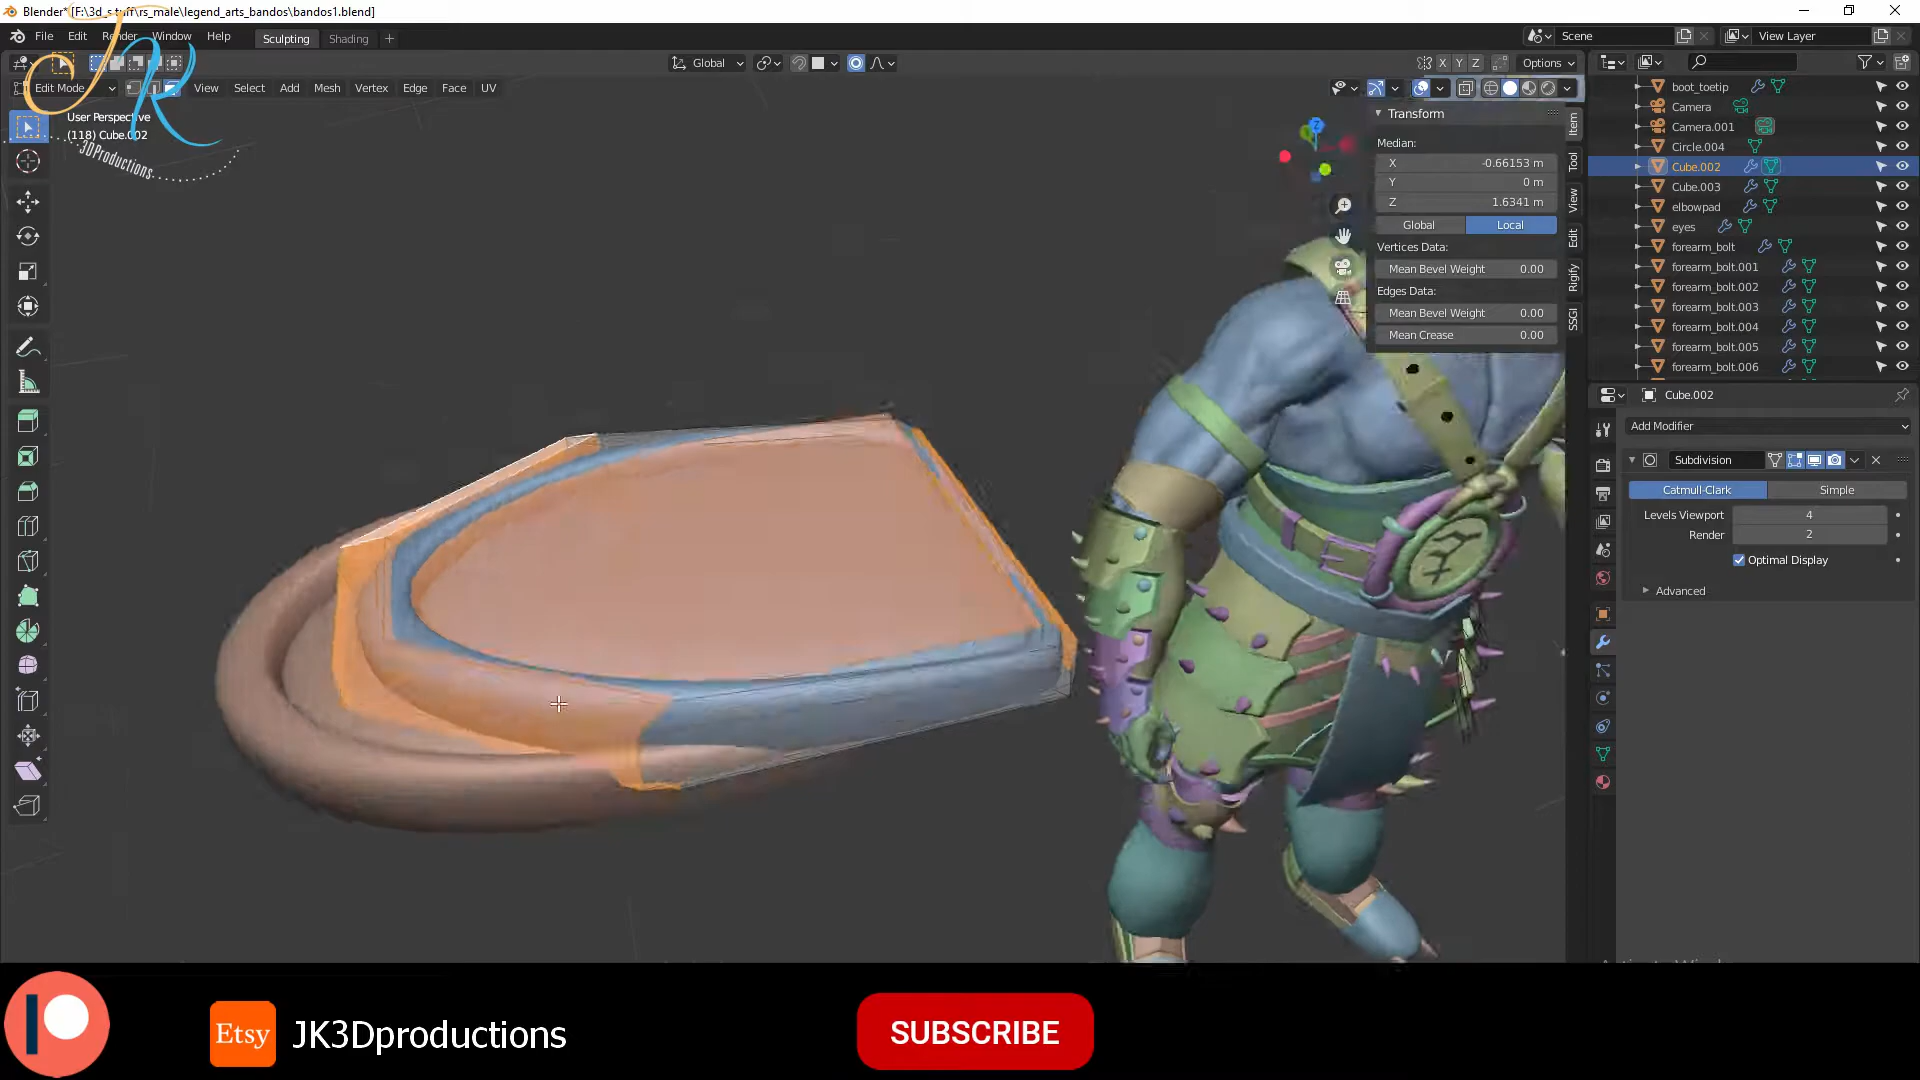 Blender* [F:\3d_stuff\rs_male\legend_arts_bandos\bandos1.blend]
File Edit Render Window Help Sculpting Shading +
Scene View Layer
JK
3DProductions
Global X Y Z Options
Edit Mode View Select Add Mesh Vertex Edge Face UV
User Perspective
(118) Cube.002
Transform
Median:
X -0.66153 m
Y 0 m
Z 1.6341 m
Global Local
Vertices Data:
Mean Bevel Weight 0.00
Edges Data:
Mean Bevel Weight 0.00
Mean Crease 0.00
Item
Tool
View
Edit
Rigify
SSGI
boot_toetip
Camera
Camera.001
Circle.004
Cube.002
Cube.003
elbowpad
eyes
forearm_bolt
forearm_bolt.001
forearm_bolt.002
forearm_bolt.003
forearm_bolt.004
forearm_bolt.005
forearm_bolt.006
Cube.002
Add Modifier
Subdivision
Catmull-Clark Simple
Levels Viewport 4
Render 2
Optimal Display
Advanced
Etsy JK3Dproductions
SUBSCRIBE